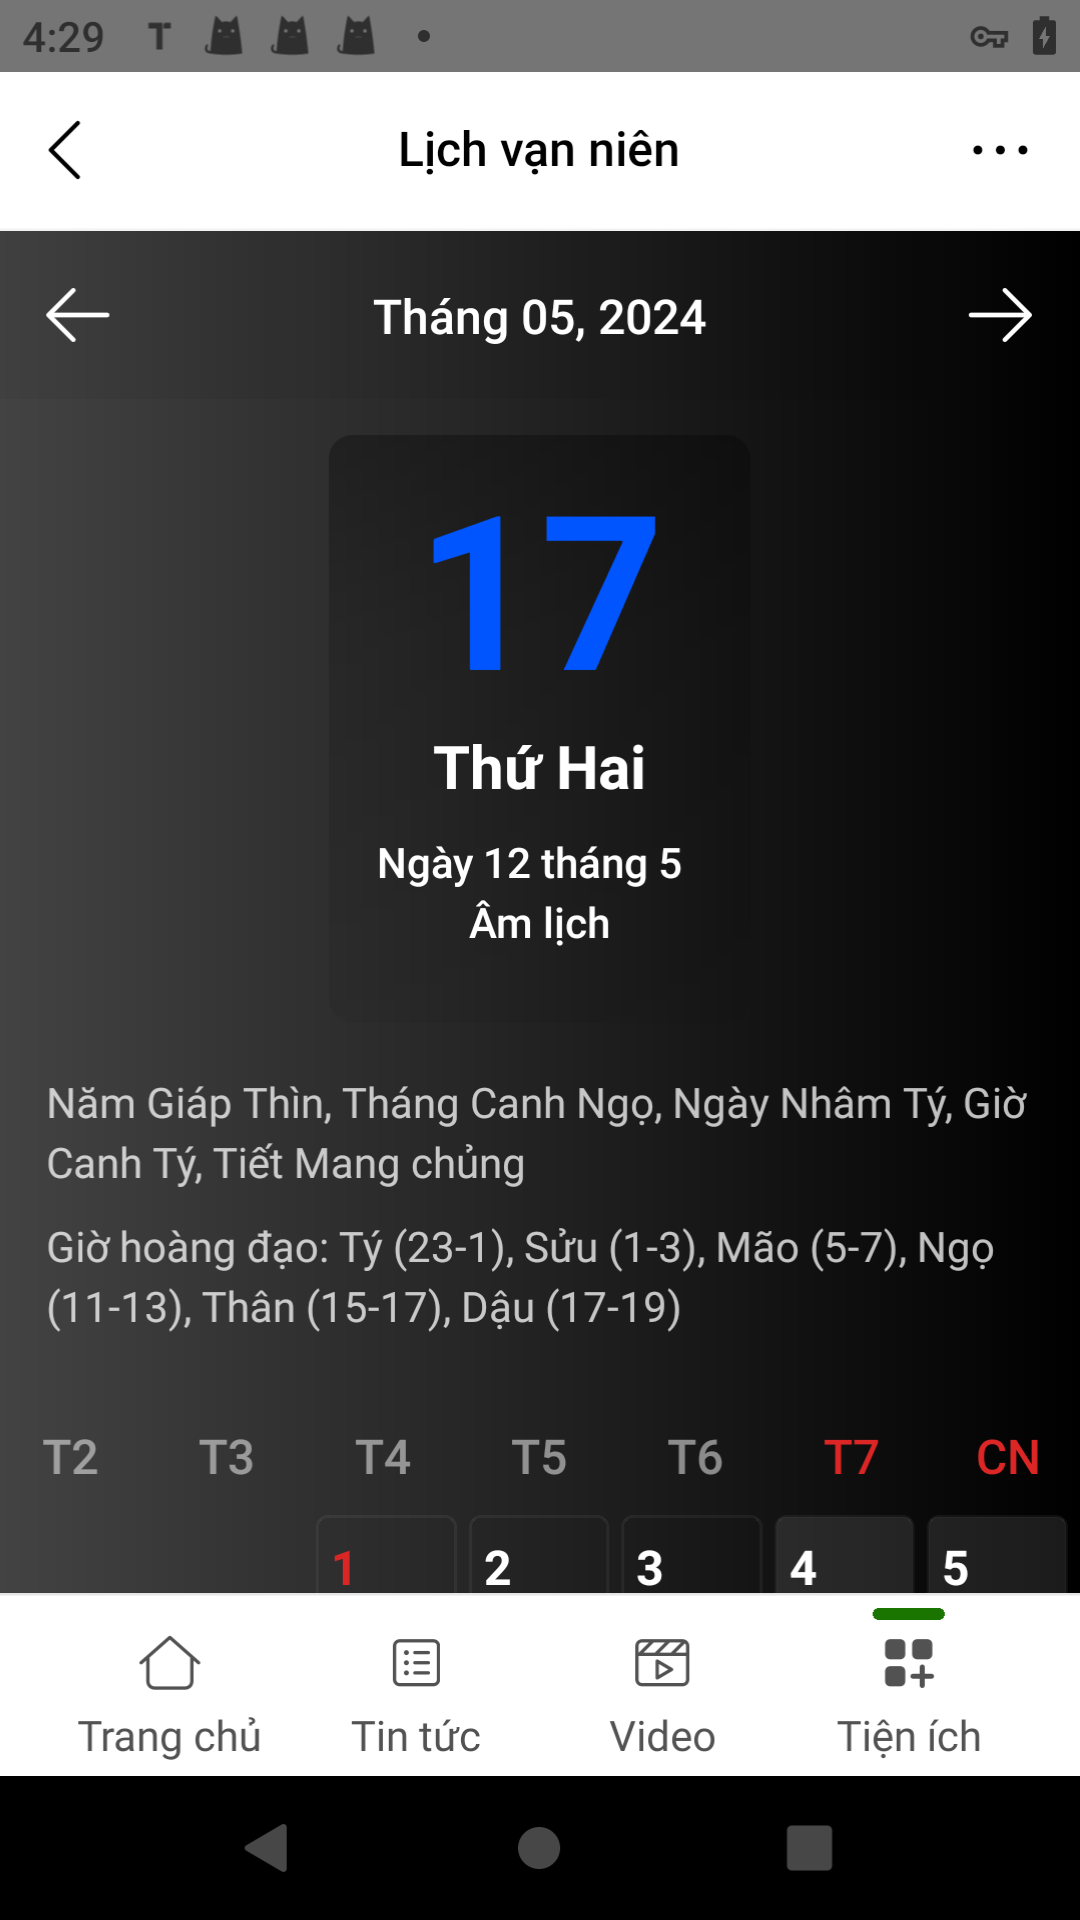 4:29
Lịch vạn niên
Tháng 05, 2024
17
Thứ Hai
Ngày 12 tháng 5
Âm lịch
Năm Giáp Thìn, Tháng Canh Ngọ, Ngày Nhâm Tý, Giờ
Canh Tý, Tiết Mang chủng
Giờ hoàng đạo: Tý (23-1), Sửu (1-3), Mão (5-7), Ngọ
(11-13), Thân (15-17), Dậu (17-19)
T2 T3 T4 T5 T6 T7 CN
1 2 3 4 5
Trang chủ Tin tức Video Tiện ích